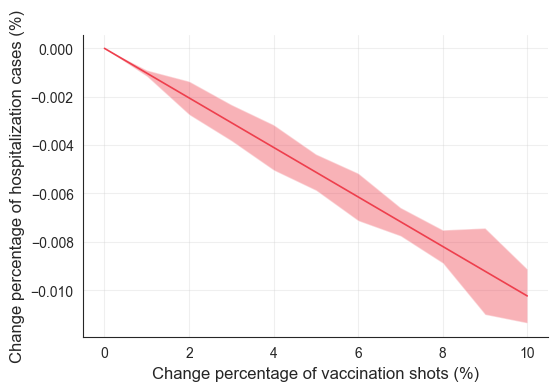 Change percentage of hospitalization cases (%)
0.000
−0.002
−0.004
−0.006
−0.008
−0.010
0 2 4 6 8 10
Change percentage of vaccination shots (%)